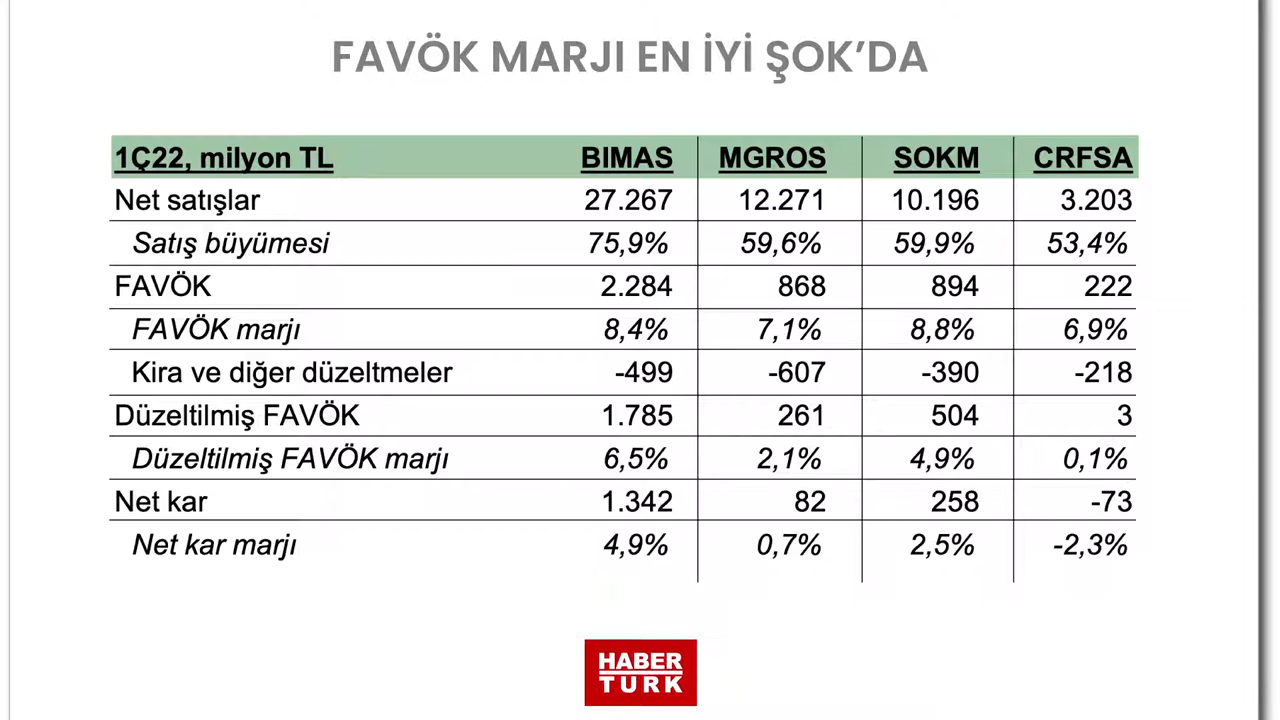 FAVÖK MARJI EN İYİ ŞOK’DA
1Ç22, milyon TL BIMAS MGROS SOKM CRFSA
Net satışlar 27.267 12.271 10.196 3.203
Satış büyümesi 75,9% 59,6% 59,9% 53,4%
FAVÖK 2.284 868 894 222
FAVÖK marjı 8,4% 7,1% 8,8% 6,9%
Kira ve diğer düzeltmeler -499 -607 -390 -218
Düzeltilmiş FAVÖK 1.785 261 504 3
Düzeltilmiş FAVÖK marjı 6,5% 2,1% 4,9% 0,1%
Net kar 1.342 82 258 -73
Net kar marjı 4,9% 0,7% 2,5% -2,3%
HABER
TURK